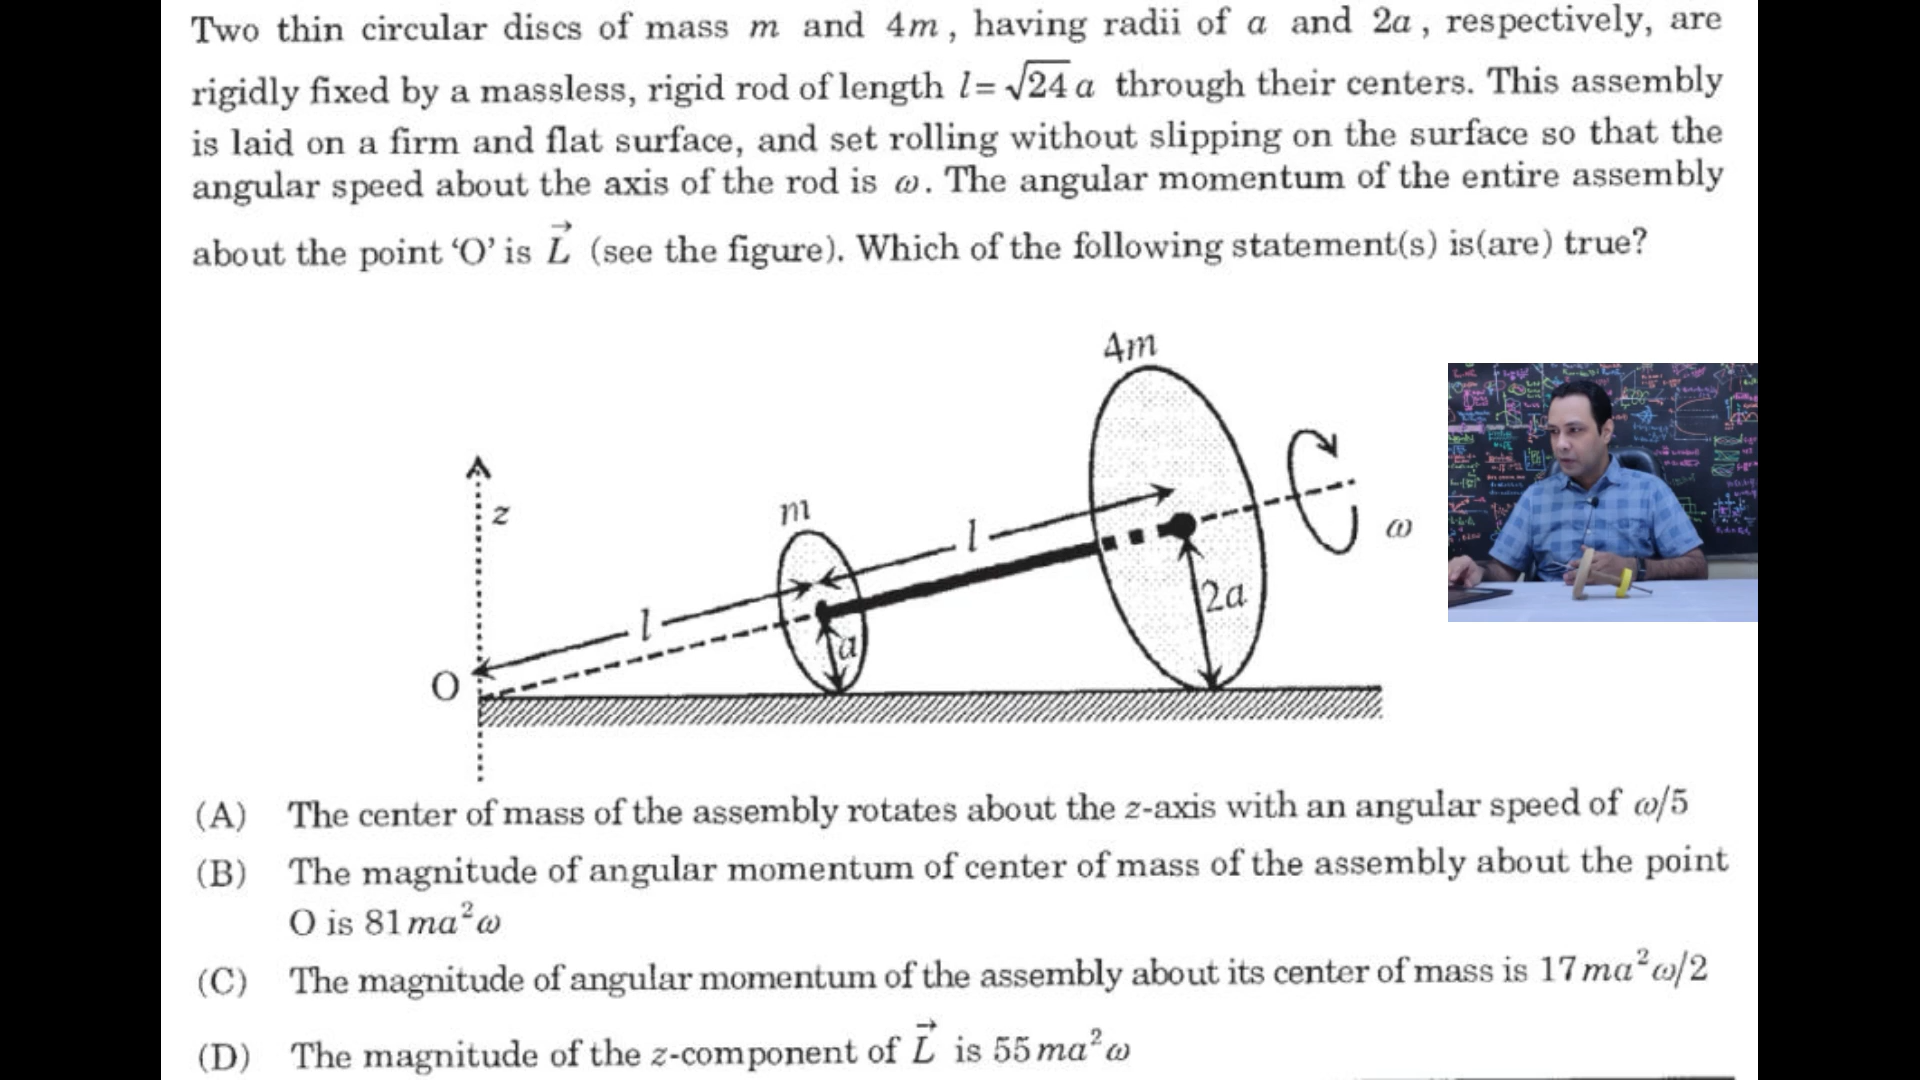 Two thin circular discs of mass m and 4m, having radii of a and 2a, respectively, are
rigidly fixed by a massless, rigid rod of length l=√24 a through their centers. This assembly
is laid on a firm and flat surface, and set rolling without slipping on the surface so that the
angular speed about the axis of the rod is ω. The angular momentum of the entire assembly
about the point 'O' is L⃗ (see the figure). Which of the following statement(s) is(are) true?
4m
z
m
l
ω
2a
l
a
O
(A) The center of mass of the assembly rotates about the z-axis with an angular speed of ω/5
(B) The magnitude of angular momentum of center of mass of the assembly about the point
O is 81ma²ω
(C) The magnitude of angular momentum of the assembly about its center of mass is 17ma²ω/2
(D) The magnitude of the z-component of L⃗ is 55ma²ω